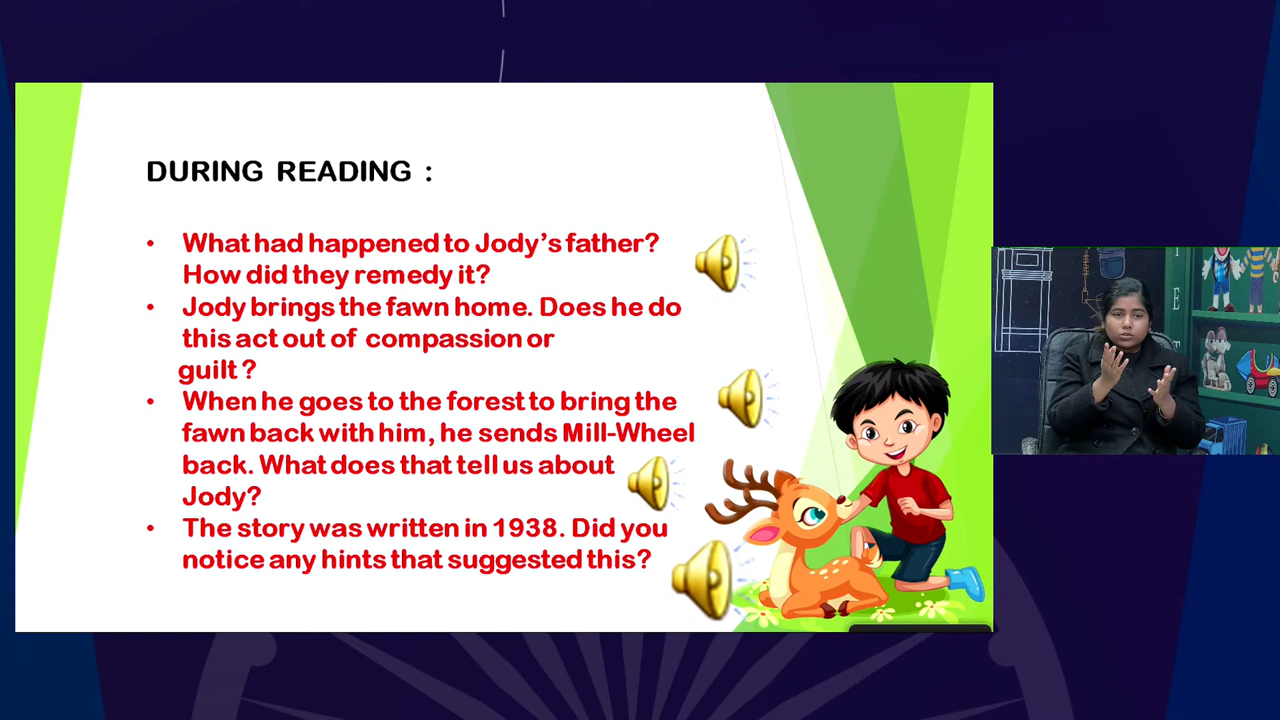 DURING READING :
• What had happened to Jody's father?
How did they remedy it?
• Jody brings the fawn home. Does he do
this act out of compassion or
guilt ?
• When he goes to the forest to bring the
fawn back with him, he sends Mill-Wheel
back. What does that tell us about
Jody?
• The story was written in 1938. Did you
notice any hints that suggested this?